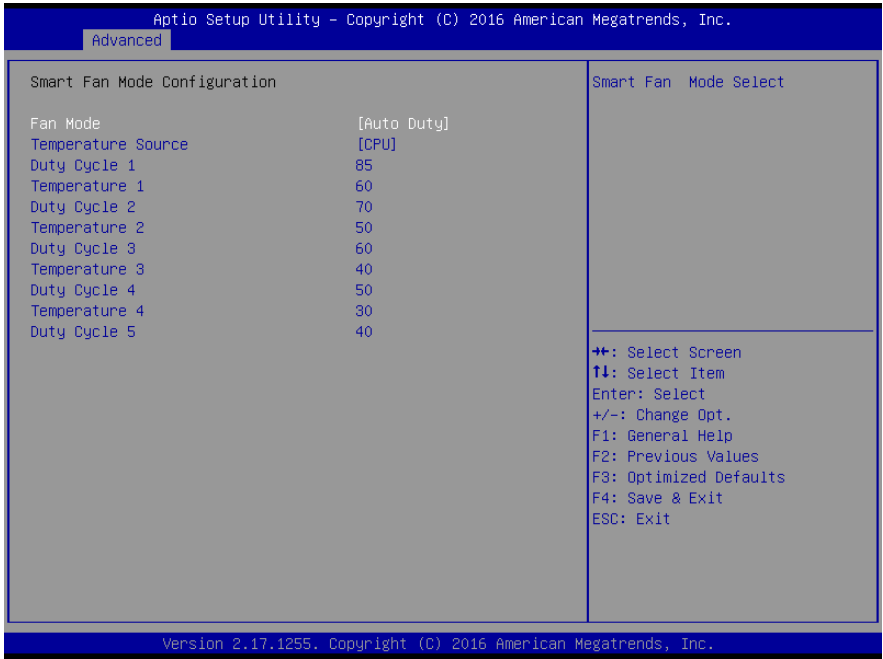 Aptio Setup Utility – Copyright (C) 2016 American Megatrends, Inc.
Advanced
Smart Fan Mode Configuration
Fan Mode [Auto Duty]
Temperature Source [CPU]
Duty Cycle 1 85
Temperature 1 60
Duty Cycle 2 70
Temperature 2 50
Duty Cycle 3 60
Temperature 3 40
Duty Cycle 4 50
Temperature 4 30
Duty Cycle 5 40
Smart Fan  Mode Select
→←: Select Screen
↑↓: Select Item
Enter: Select
+/-: Change Opt.
F1: General Help
F2: Previous Values
F3: Optimized Defaults
F4: Save & Exit
ESC: Exit
Version 2.17.1255. Copyright (C) 2016 American Megatrends, Inc.